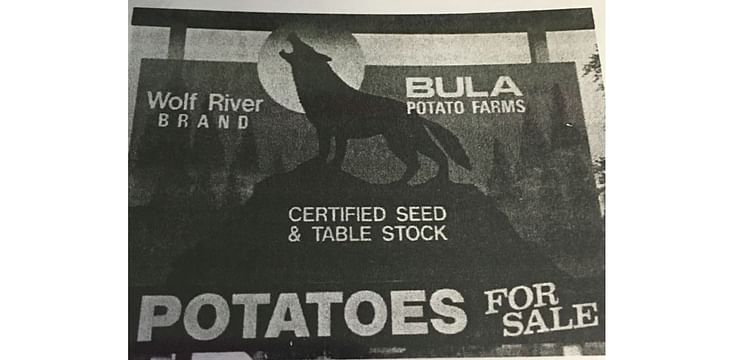 Wolf River
BRAND
BULA
POTATO FARMS
CERTIFIED SEED
& TABLE STOCK
POTATOES FOR SALE